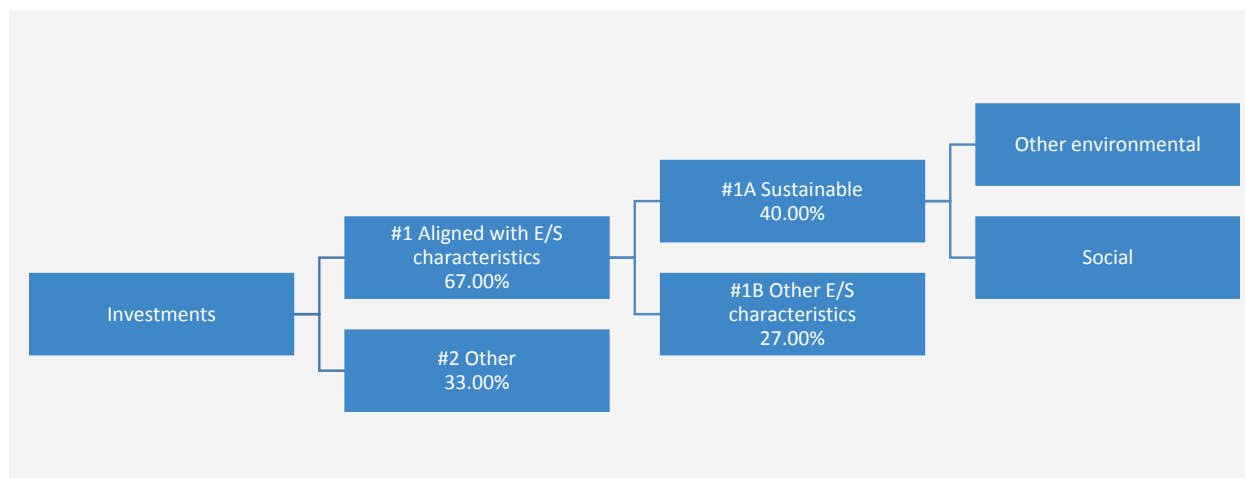 Investments
#1 Aligned with E/S
characteristics
67.00%
#2 Other
33.00%
#1A Sustainable
40.00%
#1B Other E/S
characteristics
27.00%
Other environmental
Social